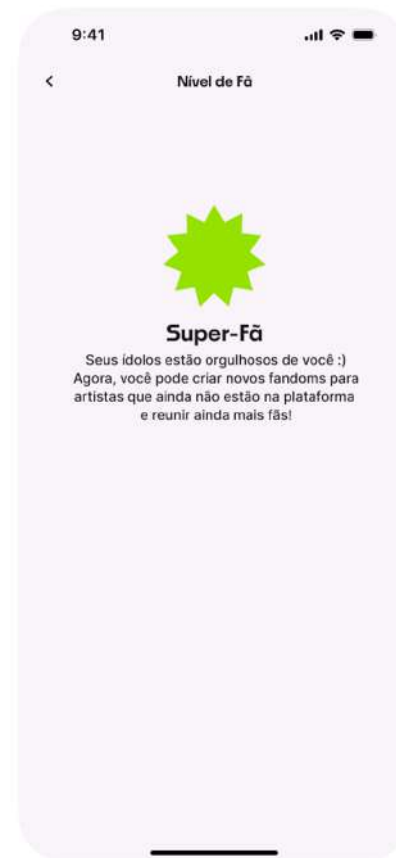 9:41
Nível de Fã
Super-Fã
Seus ídolos estão orgulhosos de você :)
Agora, você pode criar novos fandoms para
artistas que ainda não estão na plataforma
e reunir ainda mais fãs!